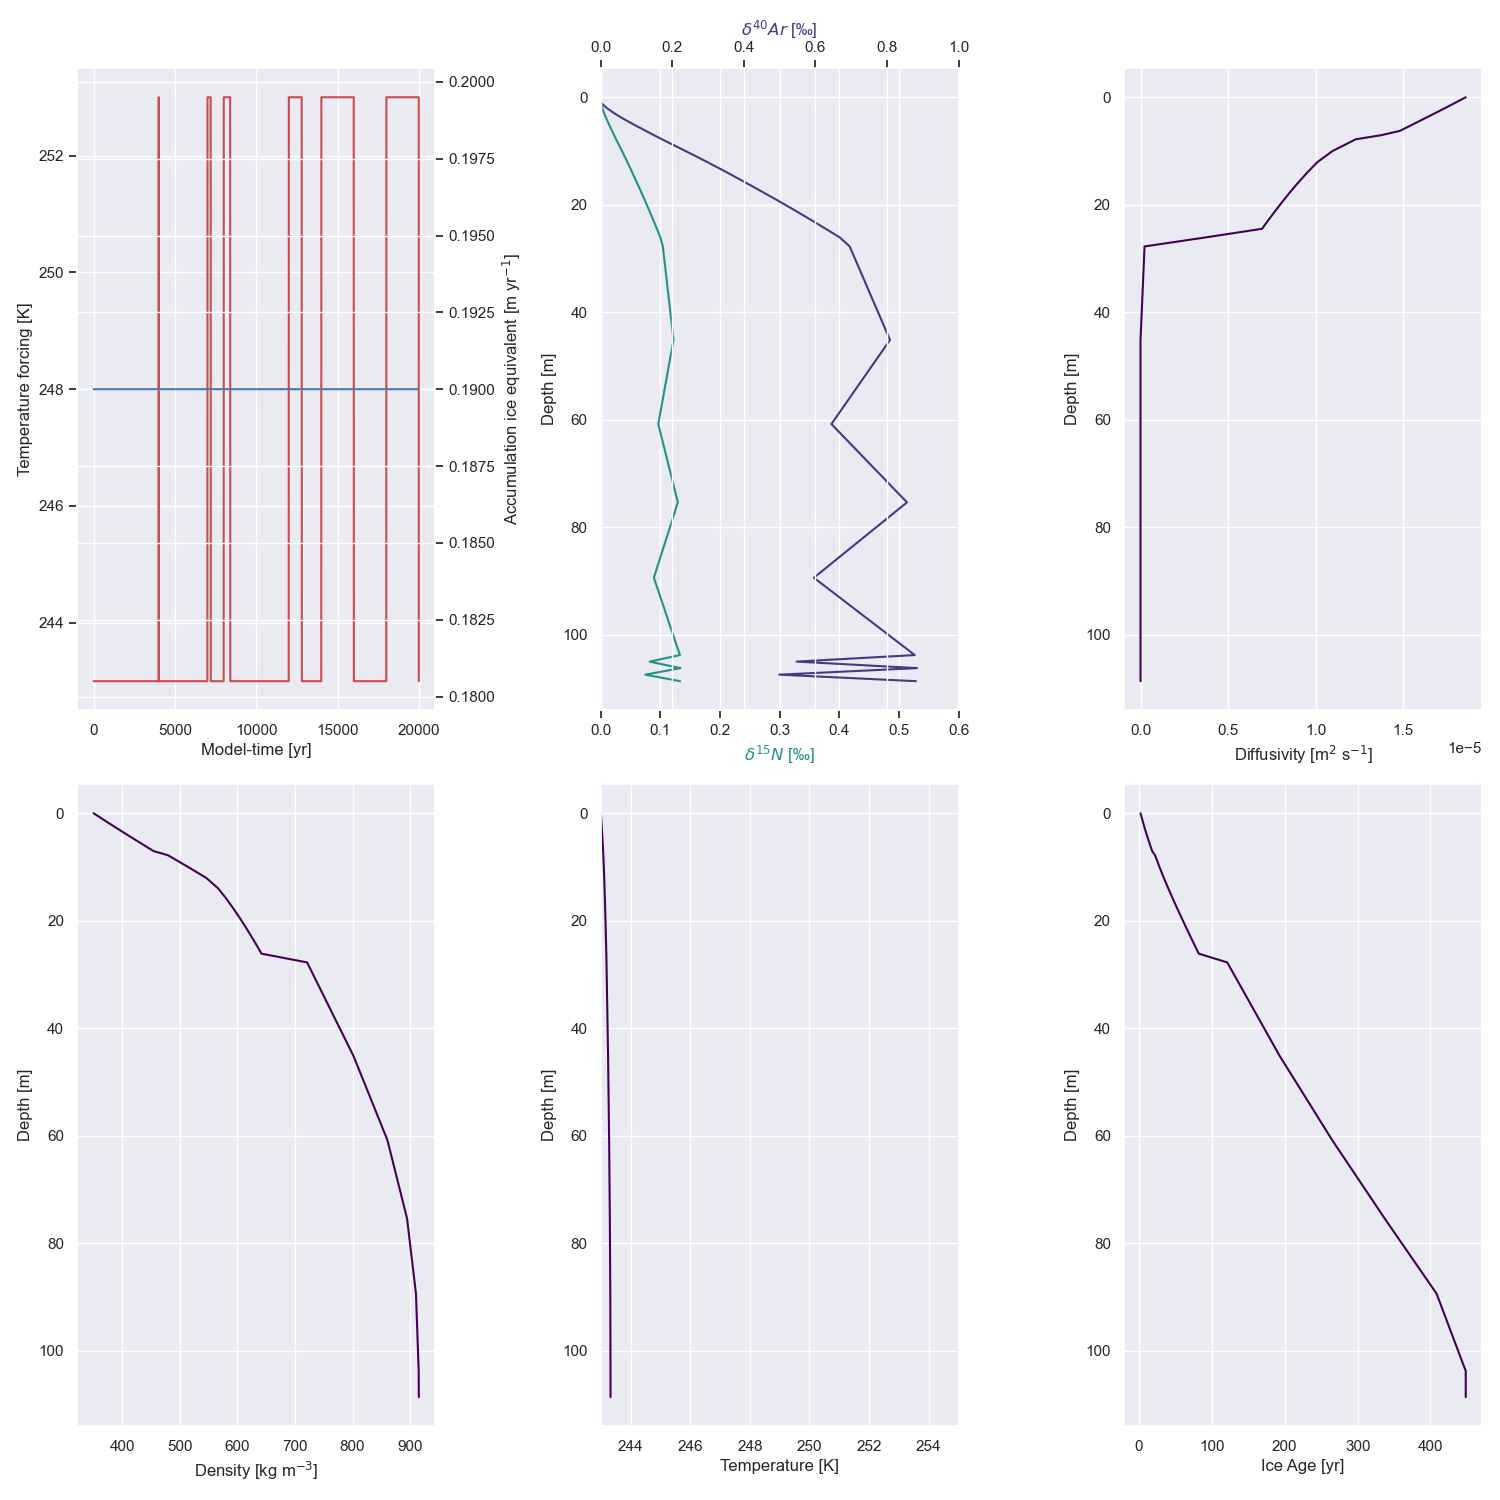 δ⁴⁰Ar [‰]
0.0 0.2 0.4 0.6 0.8 1.0
Temperature forcing [K]
252
250
248
246
244
0.2000
0.1975
0.1950
0.1925
0.1900
0.1875
0.1850
0.1825
0.1800
Accumulation ice equivalent [m yr⁻¹]
0 5000 10000 15000 20000
Model-time [yr]
Depth [m]
0
20
40
60
80
100
0.0 0.1 0.2 0.3 0.4 0.5 0.6
δ¹⁵N [‰]
Depth [m]
0
20
40
60
80
100
0.0 0.5 1.0 1.5
1e−5
Diffusivity [m² s⁻¹]
Depth [m]
0
20
40
60
80
100
400 500 600 700 800 900
Density [kg m⁻³]
Depth [m]
0
20
40
60
80
100
244 246 248 250 252 254
Temperature [K]
Depth [m]
0
20
40
60
80
100
0 100 200 300 400
Ice Age [yr]